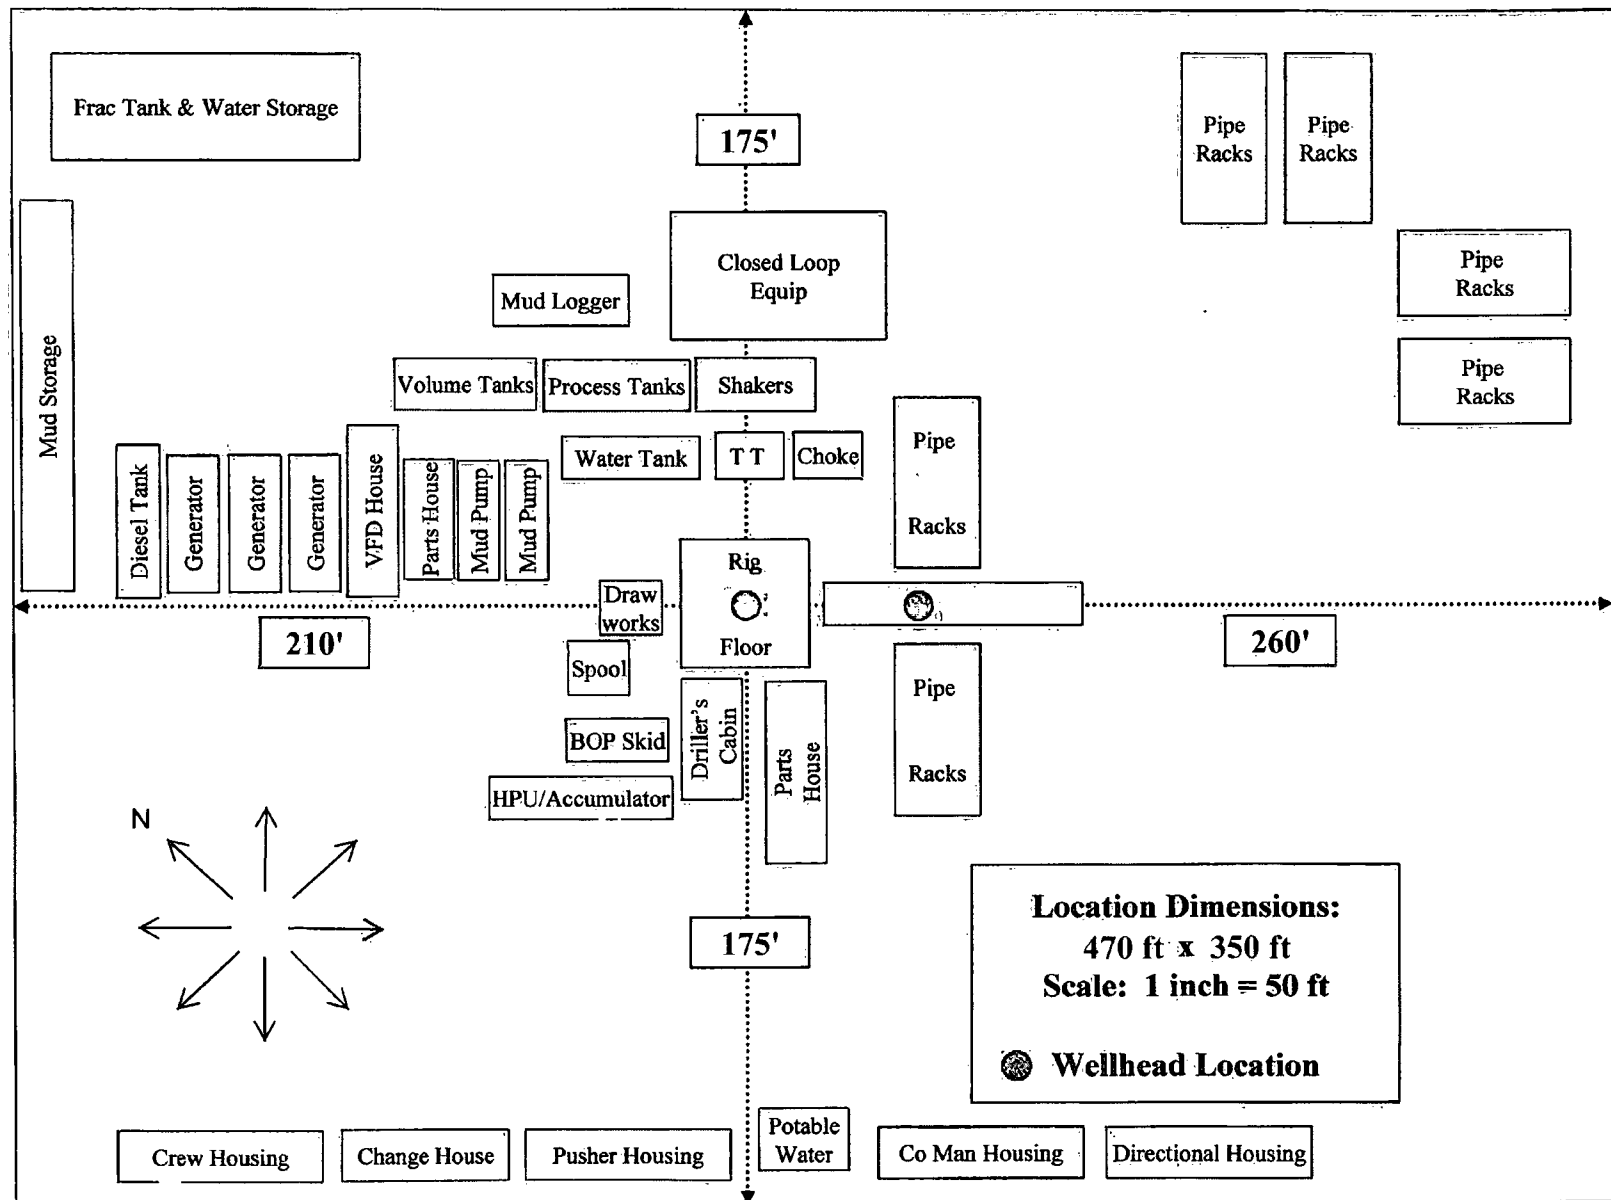 Frac Tank & Water Storage
175'
Pipe
Racks
Pipe
Racks
Closed Loop
Equip
Pipe
Racks
Mud Logger
Mud Storage
Volume Tanks
Process Tanks
Shakers
Pipe
Racks
Diesel Tank
Generator
Generator
Generator
VFD House
Parts House
Mud Pump
Mud Pump
Water Tank
T T
Choke
Pipe
Racks
Rig
Floor
Draw
works
210'
260'
Spool
BOP Skid
HPU/Accumulator
Driller's
Cabin
Parts
House
Pipe
Racks
N
175'
Location Dimensions:
470 ft x 350 ft
Scale: 1 inch = 50 ft
Wellhead Location
Crew Housing
Change House
Pusher Housing
Potable
Water
Co Man Housing
Directional Housing